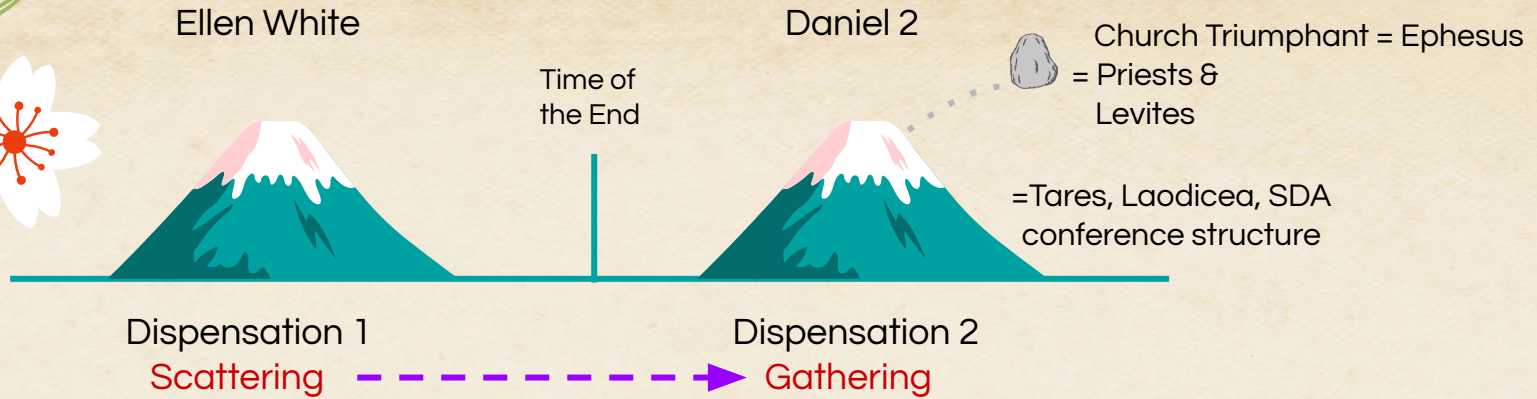 Ellen White
Daniel 2
Time of
the End
Church Triumphant = Ephesus
= Priests &
Levites
=Tares, Laodicea, SDA
conference structure
Dispensation 1
Scattering
Dispensation 2
Gathering